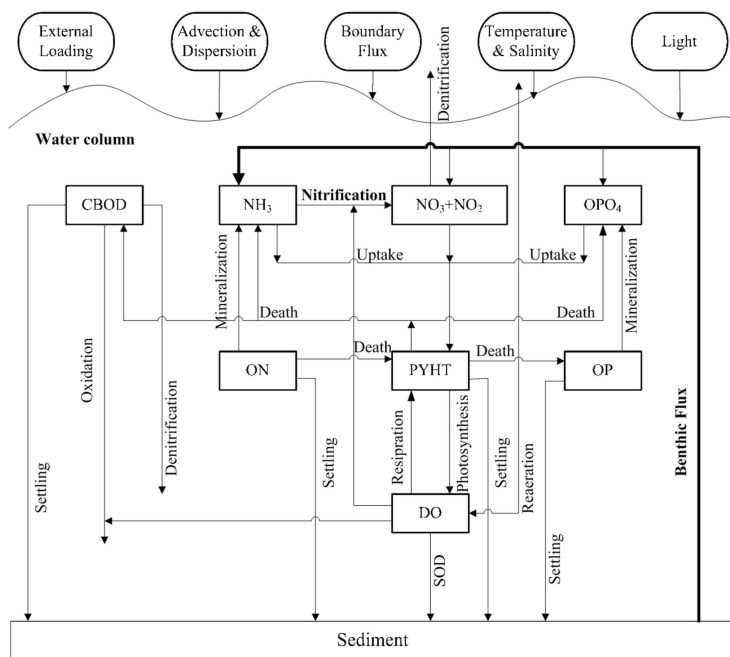 External
Loading
Advection &
Dispersioin
Boundary
Flux
Temperature
& Salinity
Light
Denitrification
Water column
CBOD
NH₃
Nitrification
NO₃+NO₂
OPO₄
Uptake
Uptake
Mineralization
Mineralization
Death
Death
Oxidation
Denitrification
Settling
ON
Death
PYHT
Death
OP
Benthic Flux
Settling
Resipration
Photosynthesis
Settling
Reaeration
DO
Settling
SOD
Sediment